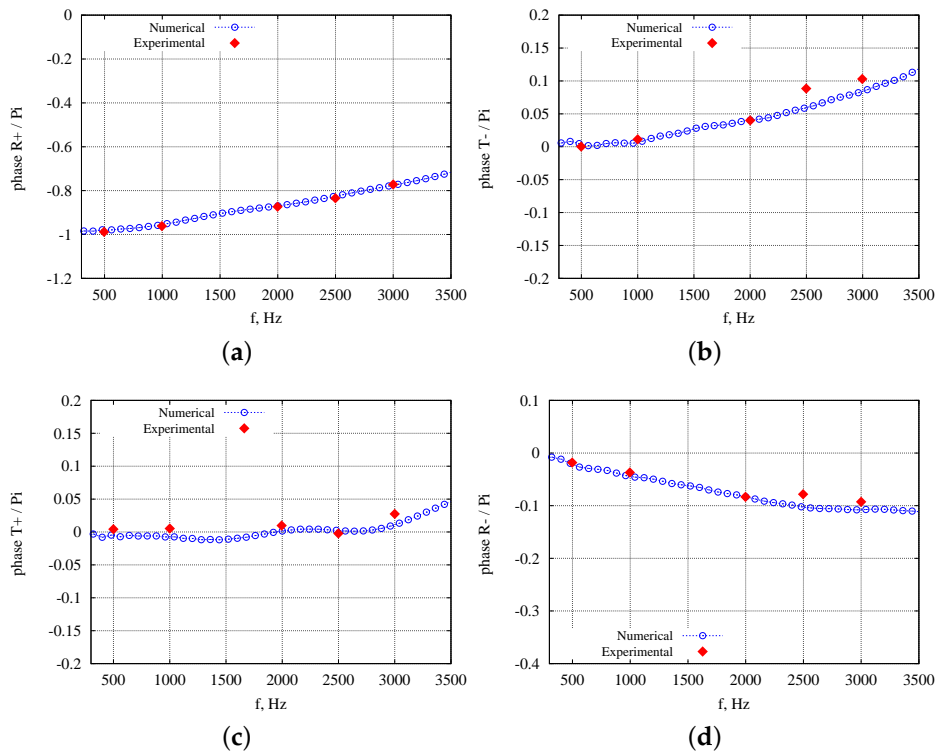 0
-0.2
-0.4
-0.6
-0.8
-1
-1.2
500 1000 1500 2000 2500 3000 3500
phase R+ / Pi
f, Hz
Numerical
Experimental
(a)
0.2
0.15
0.1
0.05
0
-0.05
-0.1
-0.15
-0.2
500 1000 1500 2000 2500 3000 3500
phase T- / Pi
f, Hz
Numerical
Experimental
(b)
0.2
0.15
0.1
0.05
0
-0.05
-0.1
-0.15
-0.2
500 1000 1500 2000 2500 3000 3500
phase T+ / Pi
f, Hz
Numerical
Experimental
(c)
0.1
0
-0.1
-0.2
-0.3
-0.4
500 1000 1500 2000 2500 3000 3500
phase R- / Pi
f, Hz
Numerical
Experimental
(d)